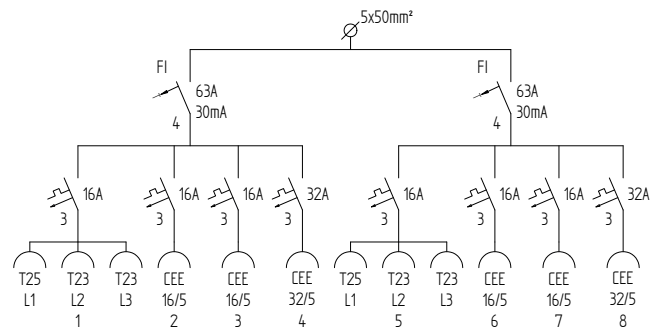 5x50mm²
FI 63A FI 63A
30mA 30mA
4 4
16A 16A 16A 32A 16A 16A 16A 32A
3 3 3 3 3 3 3 3
T25 T23 T23 CEE CEE CEE T25 T23 T23 CEE CEE CEE
L1 L2 L3 16/5 16/5 32/5 L1 L2 L3 16/5 16/5 32/5
1 2 3 4 5 6 7 8